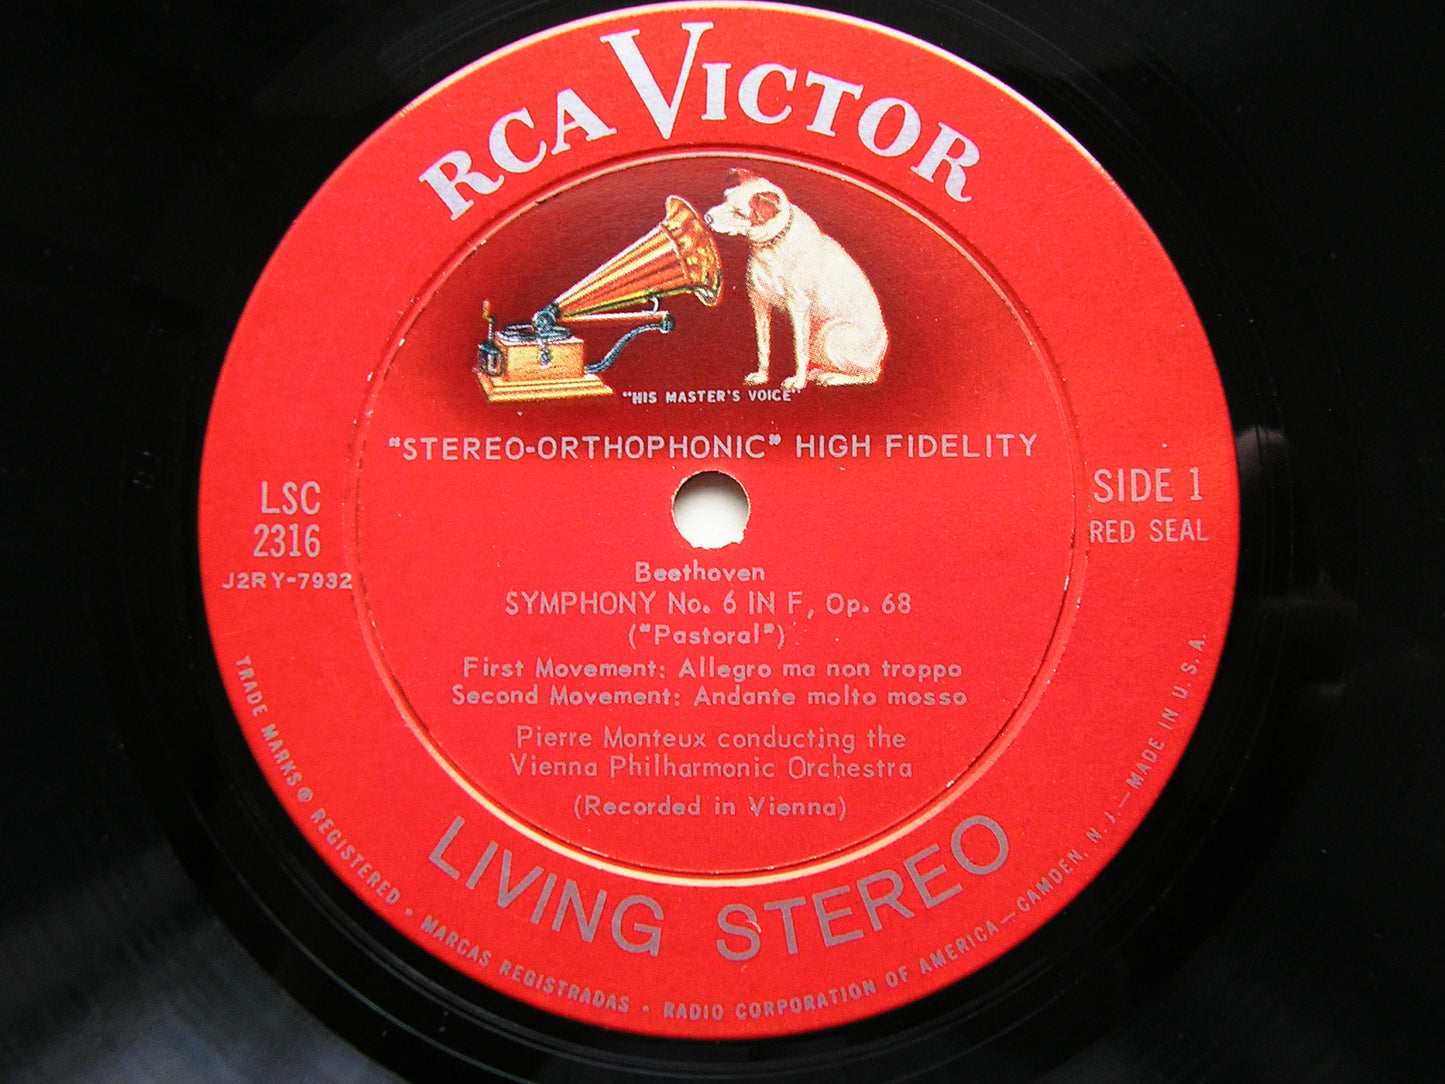 RCA VICTOR
"HIS MASTER'S VOICE"
"STEREO-ORTHOPHONIC" HIGH FIDELITY
LSC
2316
J2RY-7932
SIDE 1
RED SEAL
Beethoven
SYMPHONY No. 6 IN F, Op. 68
("Pastoral")
First Movement: Allegro ma non troppo
Second Movement: Andante molto mosso
Pierre Monteux conducting the
Vienna Philharmonic Orchestra
(Recorded in Vienna)
LIVING STEREO
TRADE MARKS ® REGISTERED • MARCAS REGISTRADAS • RADIO CORPORATION OF AMERICA—CAMDEN, N. J.—MADE IN U.S.A.